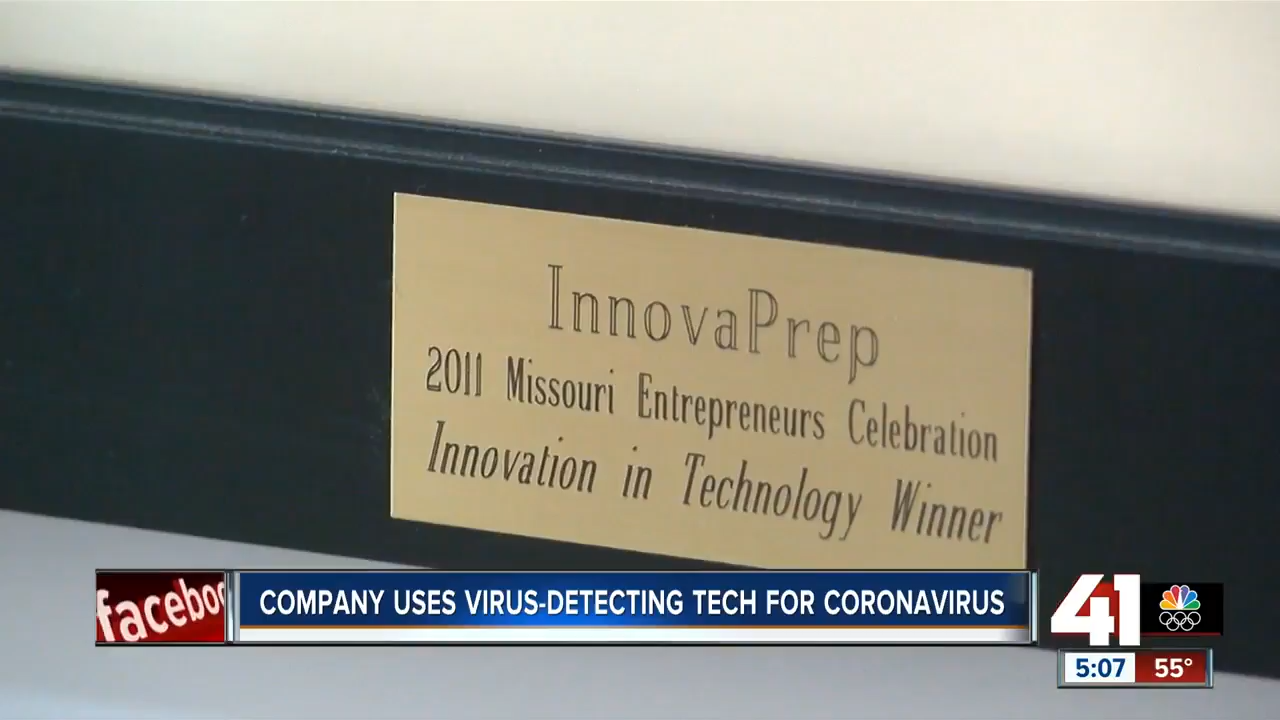 InnovaPrep
2011 Missouri Entrepreneurs Celebration
Innovation in Technology Winner
faceboo
COMPANY USES VIRUS-DETECTING TECH FOR CORONAVIRUS
41
5:07 55°